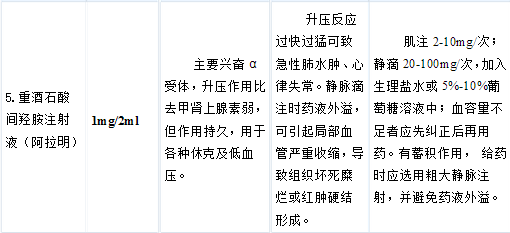 5.重酒石酸
间羟胺注射
液（阿拉明）
1mg/2ml
主要兴奋 α
受体，升压作用比
去甲肾上腺素弱，
但作用持久，用于
各种休克及低血
压。
升压反应
过快过猛可致
急性肺水肿、心
律失常。静脉滴
注时药液外溢，
可引起局部血
管严重收缩，导
致组织坏死糜
烂或红肿硬结
形成。
肌注 2-10mg/次；
静滴 20-100mg/次，加入
生理盐水或 5%-10%葡
萄糖溶液中；血容量不
足者应先纠正后再用
药。有蓄积作用， 给药
时应选用粗大静脉注
射，并避免药液外溢。